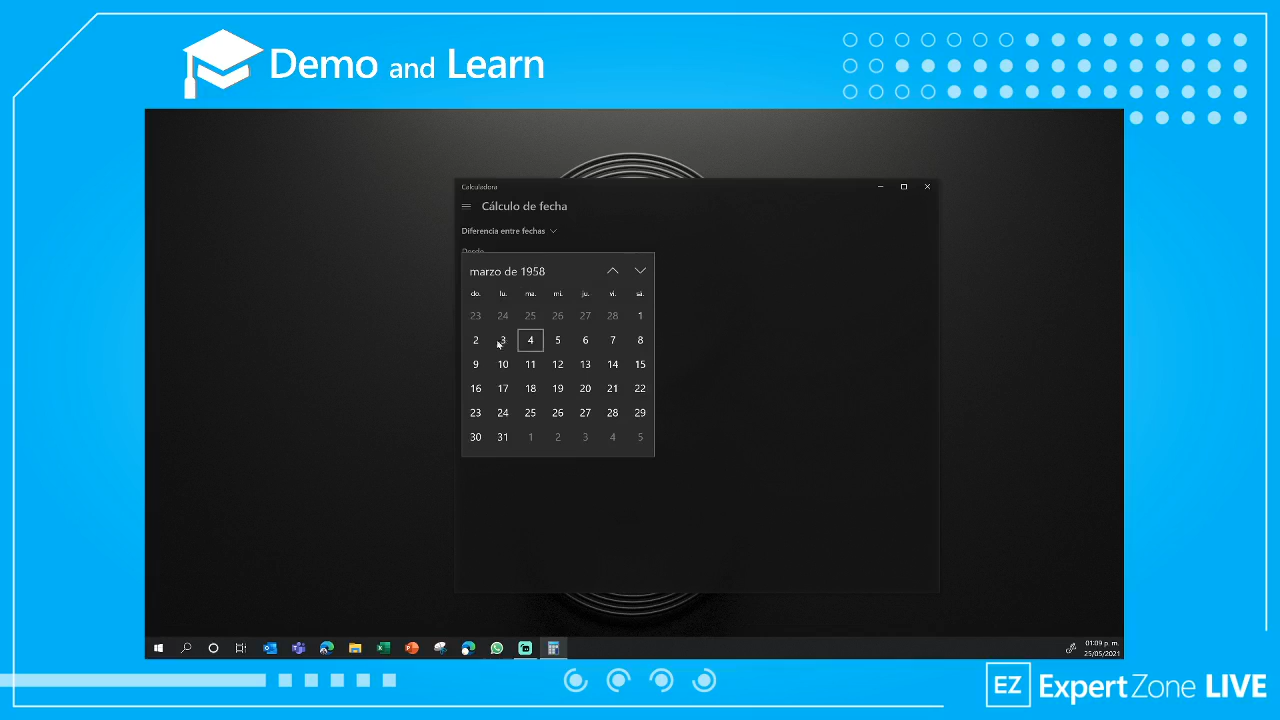 Demo and Learn
Calculadora
Cálculo de fecha
Diferencia entre fechas
Desde
marzo de 1958
do. lu. ma. mi. ju. vi. sá.
23 24 25 26 27 28 1
2 3 4 5 6 7 8
9 10 11 12 13 14 15
16 17 18 19 20 21 22
23 24 25 26 27 28 29
30 31 1 2 3 4 5
01:09 p. m.
25/05/2021
EZ ExpertZone LIVE